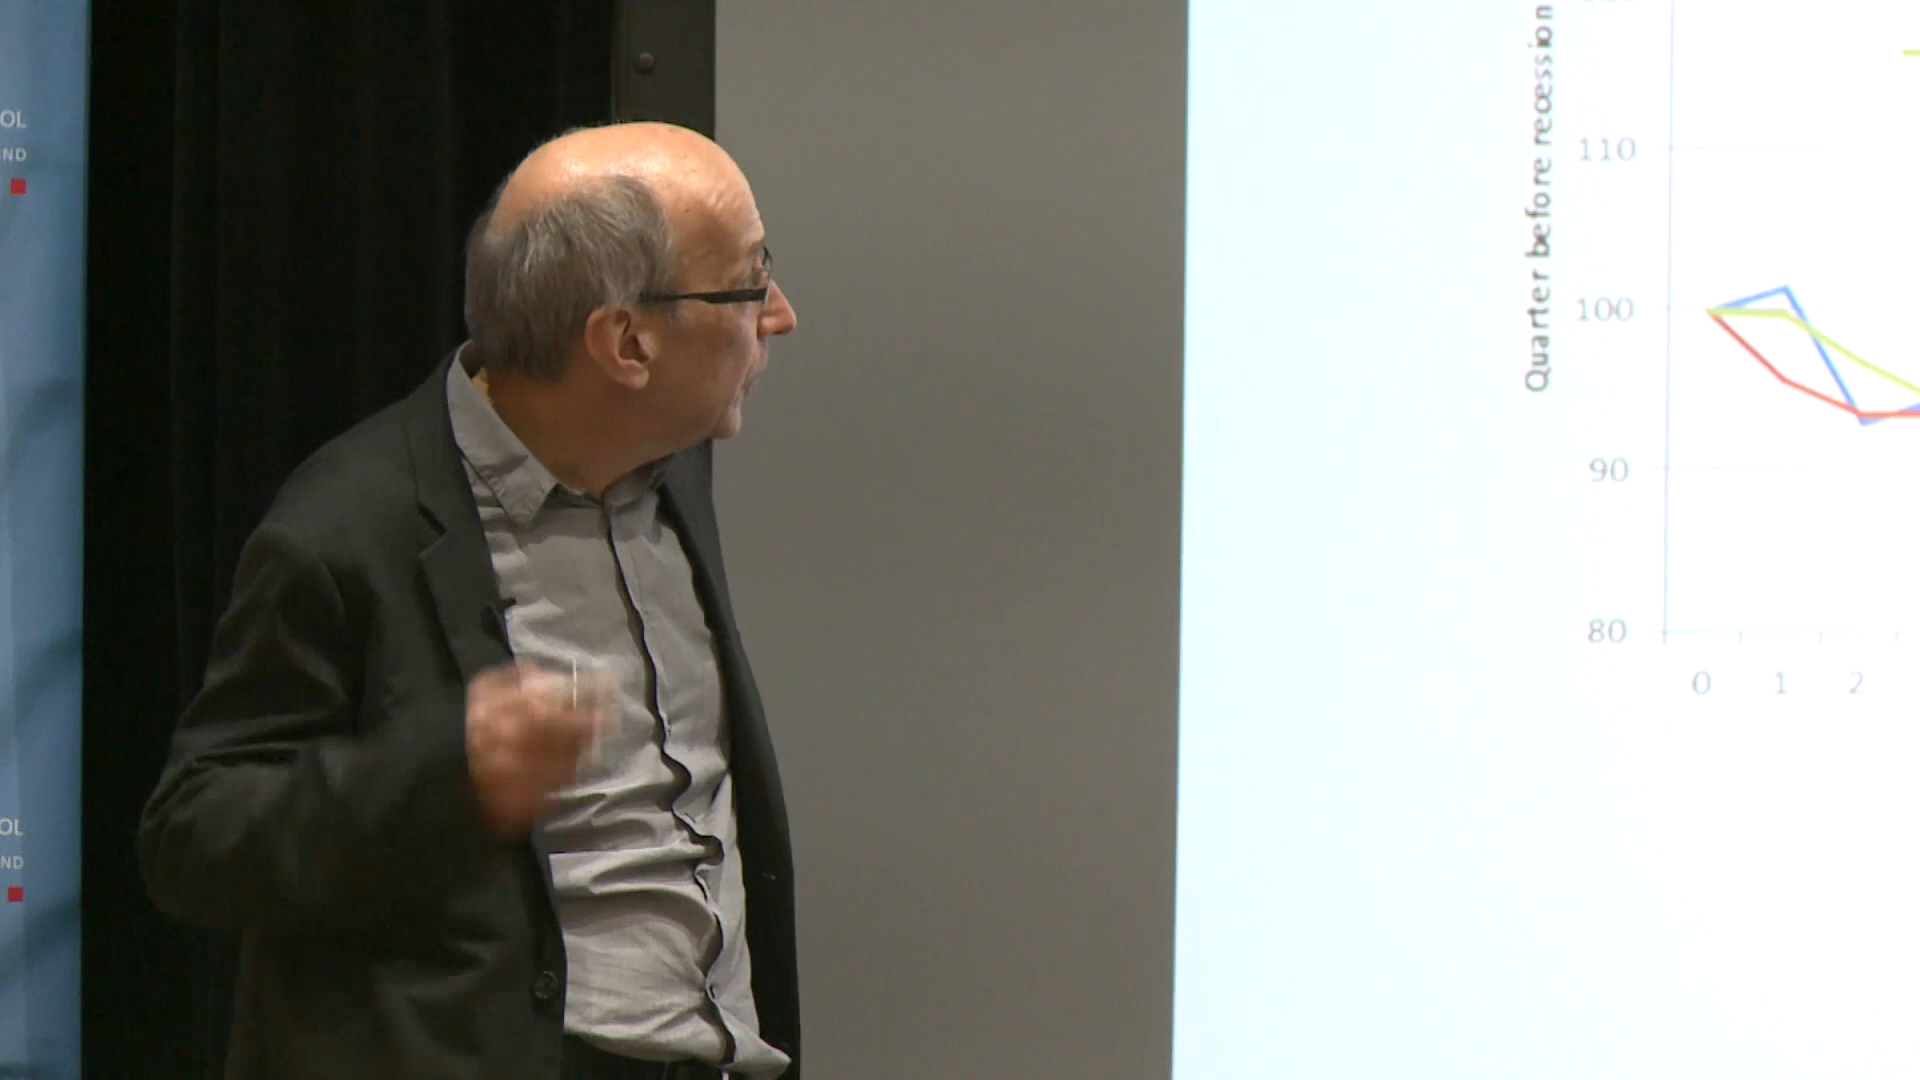 OL
ND
OL
ND
Quarter before recession
110
100
90
80
0 1 2